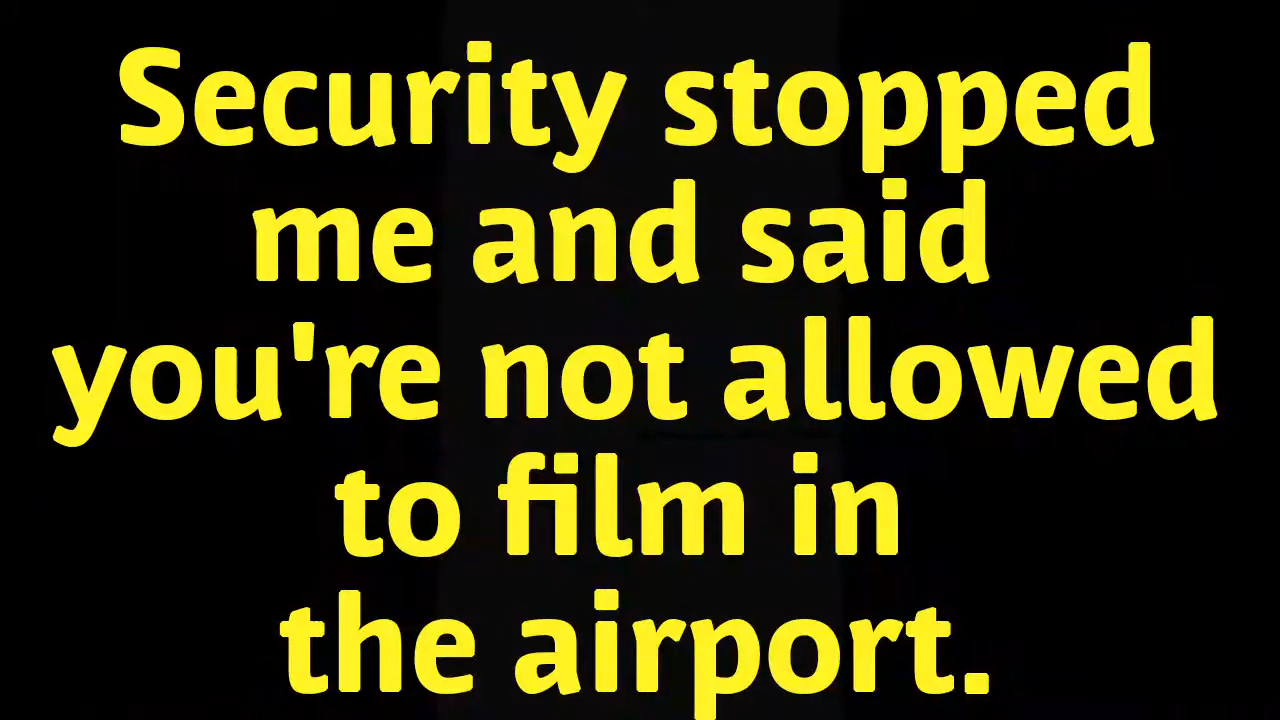 Security stopped
me and said
you're not allowed
to film in
the airport.